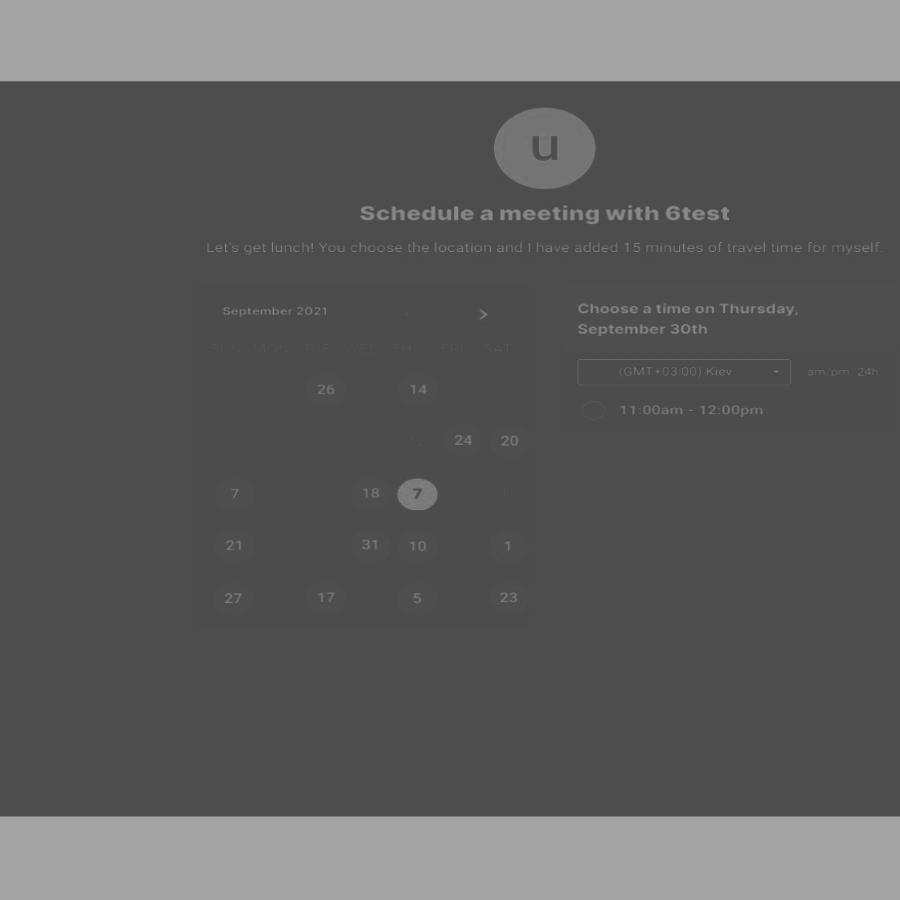 u
Schedule a meeting with 6test
Let's get lunch! You choose the location and I have added 15 minutes of travel time for myself.
September 2021
SUN MON TUE WED THU FRI SAT
26 14
24 20
7 18 7
21 31 10 1
27 17 5 23
Choose a time on Thursday,
September 30th
(GMT+03:00) Kiev
am/pm 24h
11:00am - 12:00pm